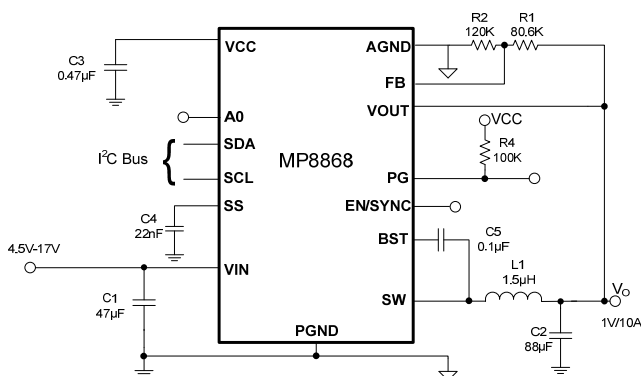 R2 R1
120K 80.6K
C3
0.47µF
VCC
AGND
FB
VOUT
VCC
A0
SDA
I²C Bus
MP8868
R4
100K
SCL
PG
SS
EN/SYNC
C4
22nF
BST
C5
0.1µF
4.5V-17V
VIN
L1
1.5µH
C1
47µF
SW
VO
1V/10A
PGND
C2
88µF